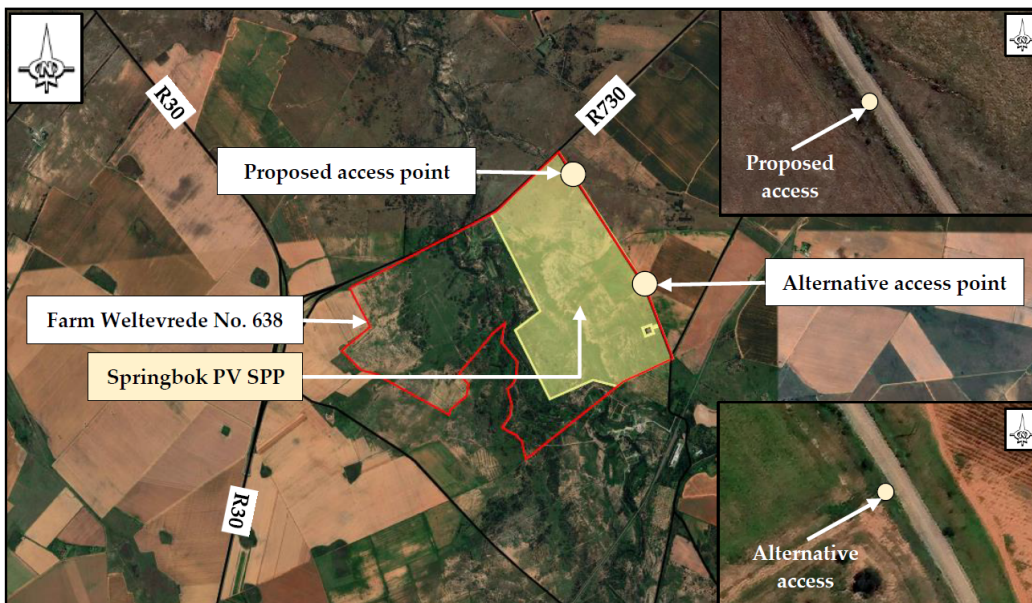 N
R30
R730
Proposed access point
N
Proposed
access
Farm Weltevrede No. 638
Alternative access point
Springbok PV SPP
R30
N
Alternative
access